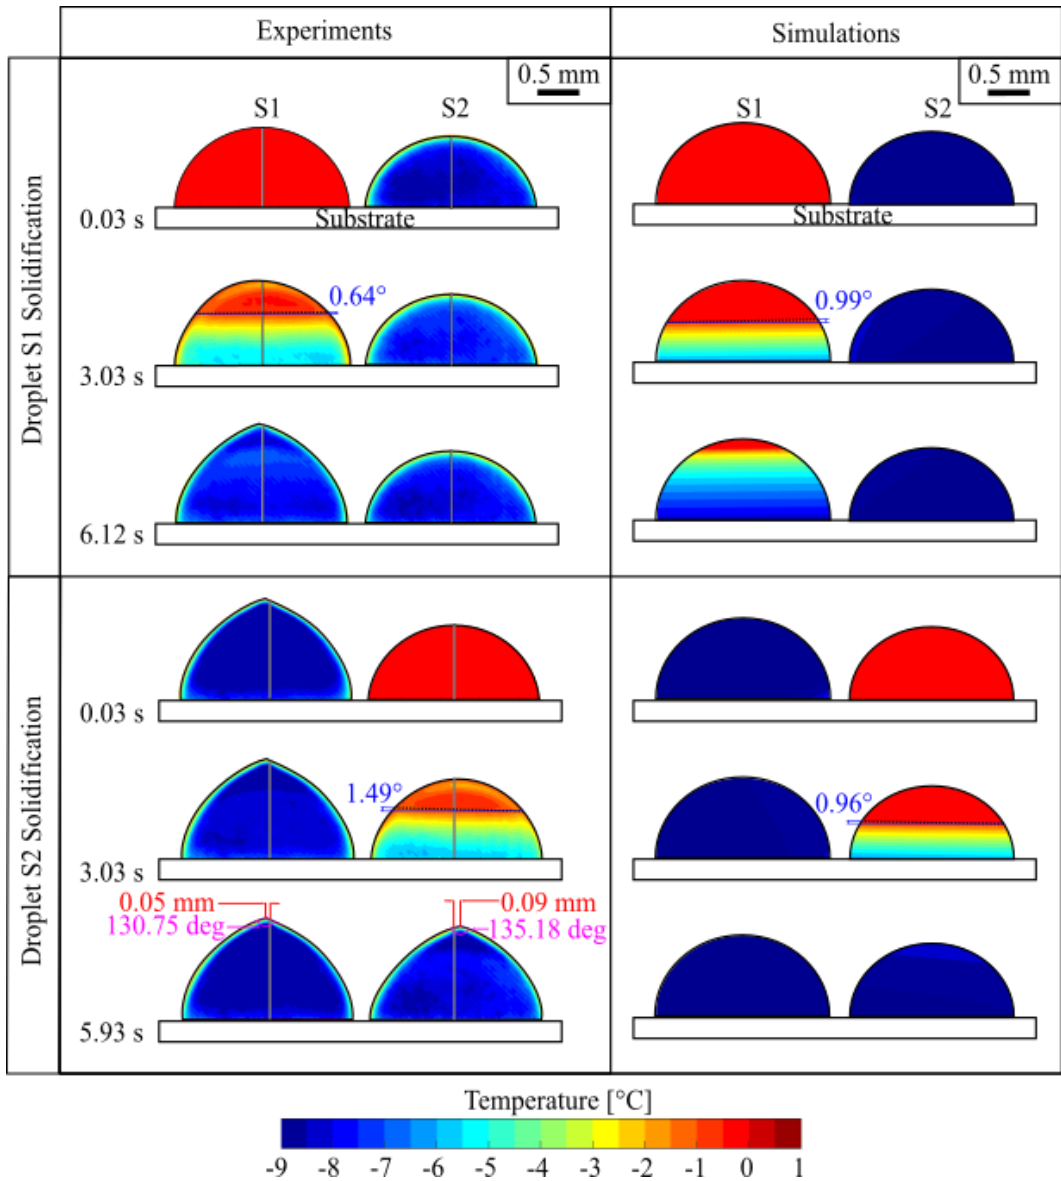 Experiments
Simulations
0.5 mm
0.5 mm
S1
S2
S1
S2
Droplet S1 Solidification
0.03 s
Substrate
Substrate
0.64°
0.99°
3.03 s
6.12 s
Droplet S2 Solidification
0.03 s
1.49°
0.96°
3.03 s
0.05 mm
0.09 mm
130.75 deg
135.18 deg
5.93 s
Temperature [°C]
-9 -8 -7 -6 -5 -4 -3 -2 -1 0 1